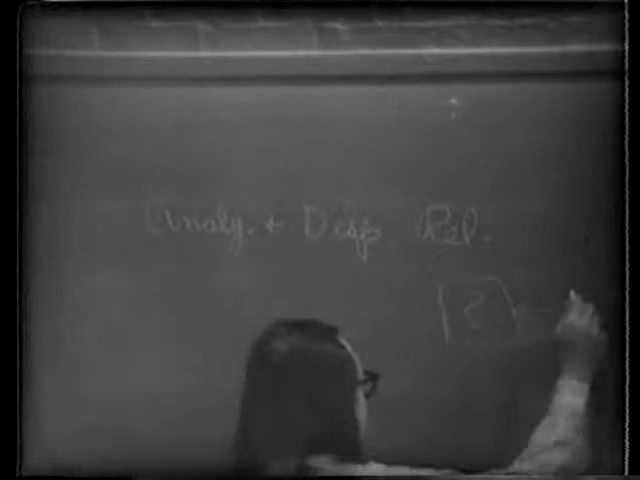 Analy. + Disp Rel.
?